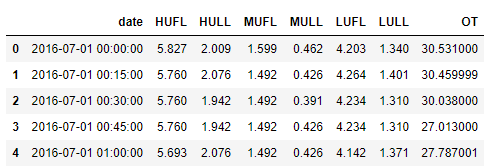 date HUFL HULL MUFL MULL LUFL LULL OT
0 2016-07-01 00:00:00 5.827 2.009 1.599 0.462 4.203 1.340 30.531000
1 2016-07-01 00:15:00 5.760 2.076 1.492 0.426 4.264 1.401 30.459999
2 2016-07-01 00:30:00 5.760 1.942 1.492 0.391 4.234 1.310 30.038000
3 2016-07-01 00:45:00 5.760 1.942 1.492 0.426 4.234 1.310 27.013000
4 2016-07-01 01:00:00 5.693 2.076 1.492 0.426 4.142 1.371 27.787001